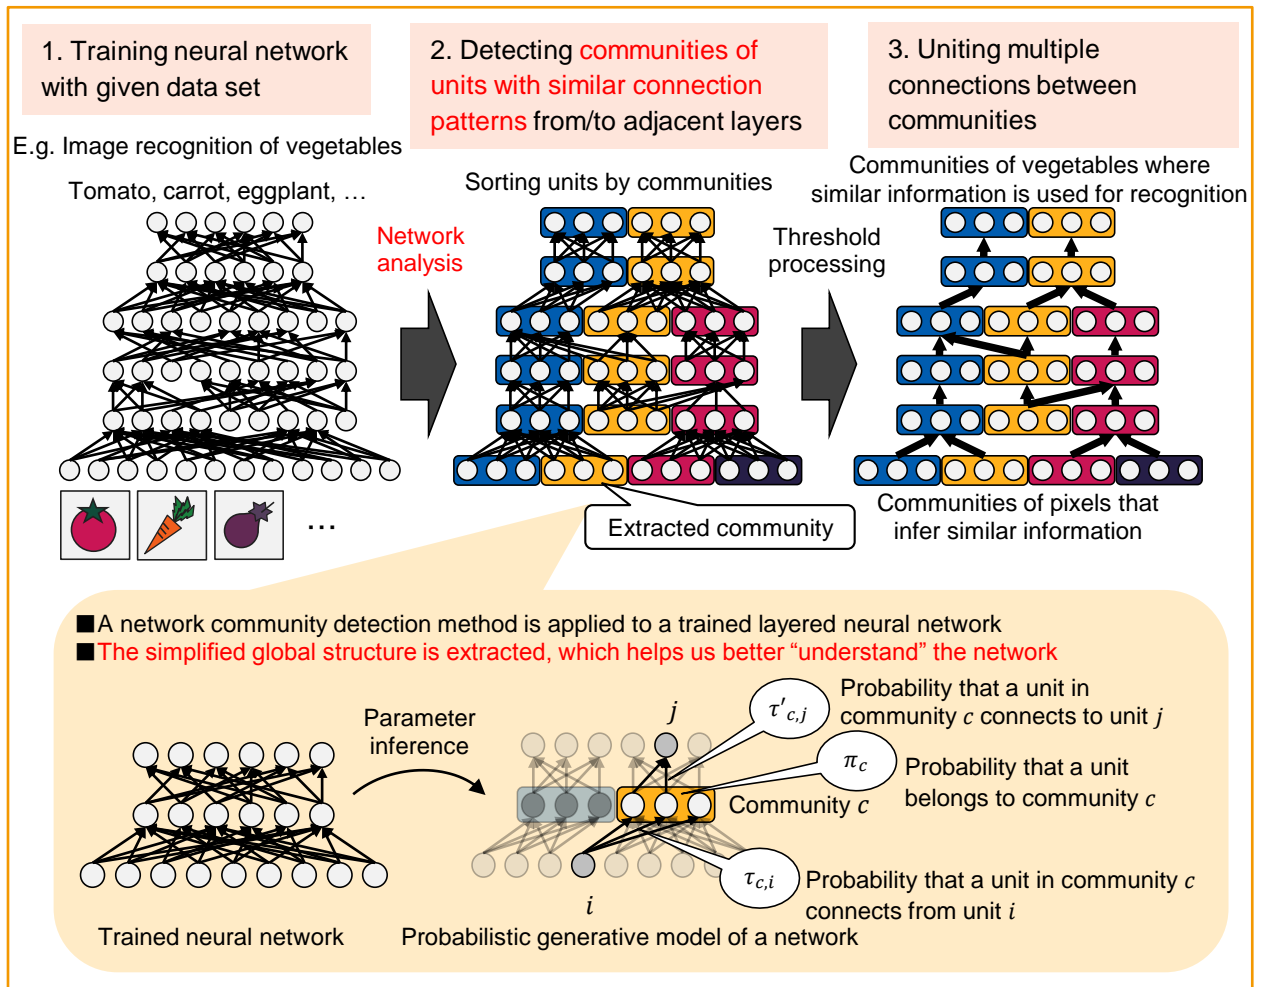 1. Training neural network
with given data set
2. Detecting communities of
units with similar connection
patterns from/to adjacent layers
3. Uniting multiple
connections between
communities
E.g. Image recognition of vegetables
Tomato, carrot, eggplant, …
Network
analysis
Sorting units by communities
Threshold
processing
Communities of vegetables where
similar information is used for recognition
…
Extracted community
Communities of pixels that
infer similar information
■ A network community detection method is applied to a trained layered neural network
■ The simplified global structure is extracted, which helps us better “understand” the network
Parameter
inference
j
τ′c,j
Probability that a unit in
community c connects to unit j
πc
Probability that a unit
belongs to community c
Community c
i
τc,i
Probability that a unit in community c
connects from unit i
Trained neural network
Probabilistic generative model of a network